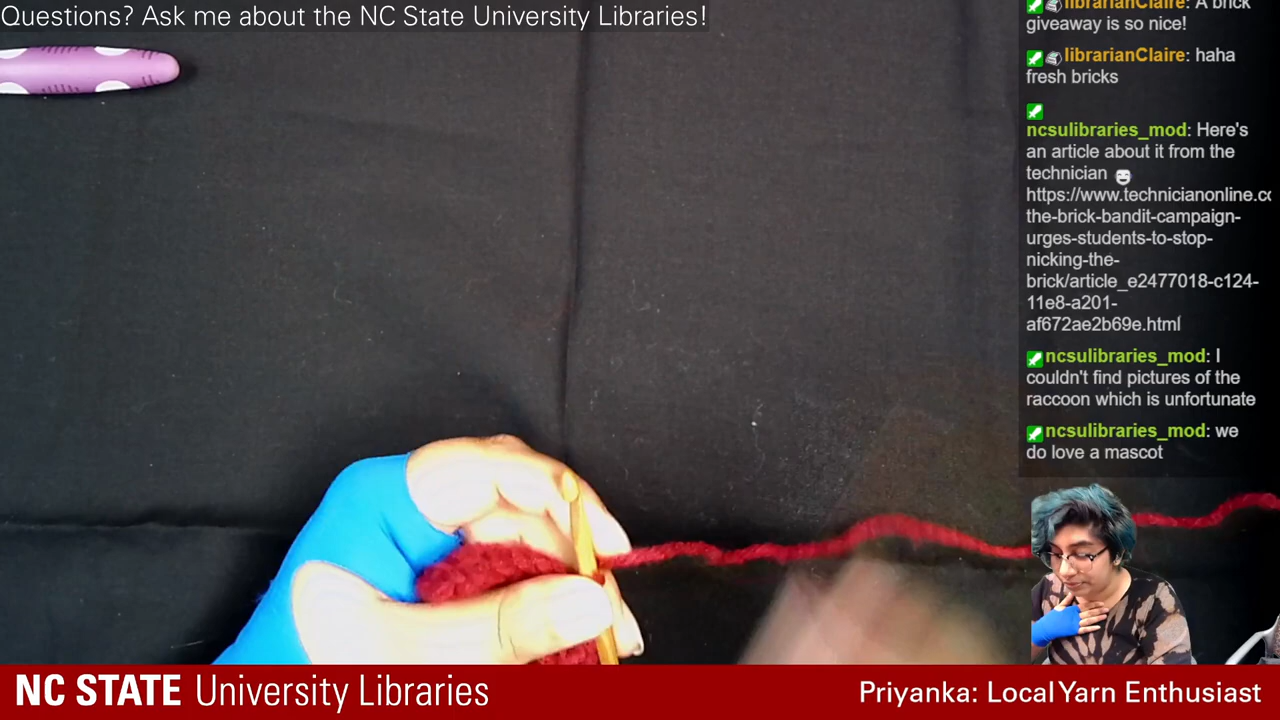 Questions? Ask me about the NC State University Libraries!
librarianClaire: A brick
giveaway is so nice!
librarianClaire: haha
fresh bricks
ncsulibraries_mod: Here's
an article about it from the
technician
https://www.technicianonline.co
the-brick-bandit-campaign-
urges-students-to-stop-
nicking-the-
brick/article_e2477018-c124-
11e8-a201-
af672ae2b69e.html
ncsulibraries_mod: I
couldn't find pictures of the
raccoon which is unfortunate
ncsulibraries_mod: we
do love a mascot
NC STATE University Libraries
Priyanka: Local Yarn Enthusiast